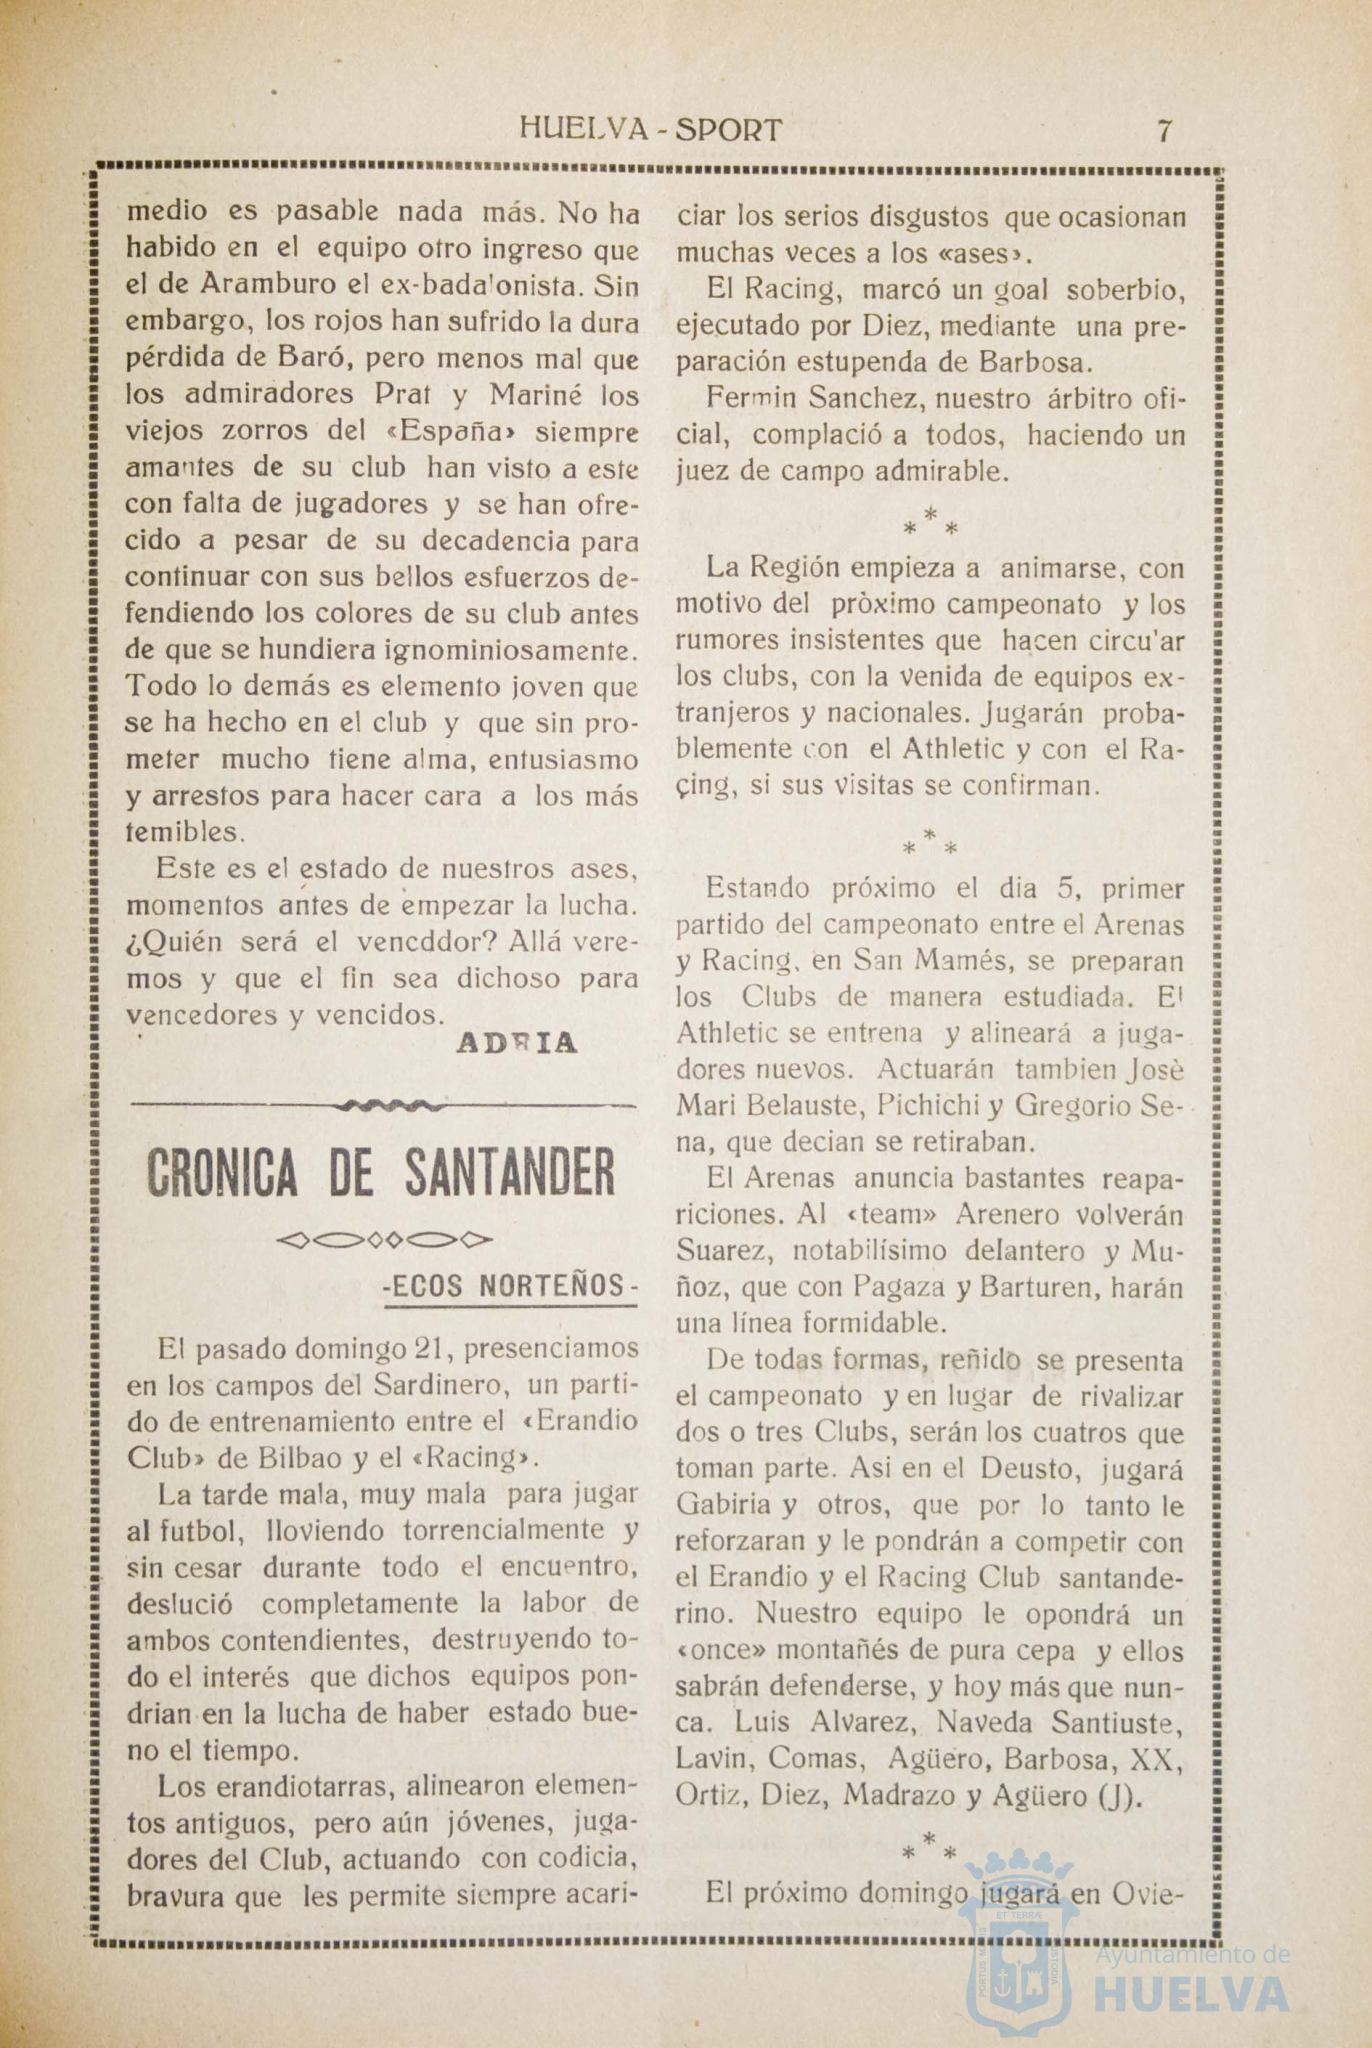 HUELVA - SPORT
7
medio es pasable nada más. No ha
habido en el equipo otro ingreso que
el de Aramburo el ex-bada'onista. Sin
embargo, los rojos han sufrido la dura
pérdida de Baró, pero menos mal que
los admiradores Prat y Mariné los
viejos zorros del «España» siempre
amantes de su club han visto a este
con falta de jugadores y se han ofre-
cido a pesar de su decadencia para
continuar con sus bellos esfuerzos de-
fendiendo los colores de su club antes
de que se hundiera ignominiosamente.
Todo lo demás es elemento joven que
se ha hecho en el club y que sin pro-
meter mucho tiene alma, entusiasmo
y arrestos para hacer cara a los más
temibles.
Este es el estado de nuestros ases,
momentos antes de empezar la lucha.
¿Quién será el vencddor? Allá vere-
mos y que el fin sea dichoso para
vencedores y vencidos.
ADRIA
CRONICA DE SANTANDER
-ECOS NORTEÑOS-
El pasado domingo 21, presenciamos
en los campos del Sardinero, un parti-
do de entrenamiento entre el «Erandio
Club» de Bilbao y el «Racing».
La tarde mala, muy mala para jugar
al futbol, lloviendo torrencialmente y
sin cesar durante todo el encuentro,
deslució completamente la labor de
ambos contendientes, destruyendo to-
do el interés que dichos equipos pon-
drian en la lucha de haber estado bue-
no el tiempo.
Los erandiotarras, alinearon elemen-
tos antiguos, pero aún jóvenes, juga-
dores del Club, actuando con codicia,
bravura que les permite siempre acari-
ciar los serios disgustos que ocasionan
muchas veces a los «ases».
El Racing, marcó un goal soberbio,
ejecutado por Diez, mediante una pre-
paración estupenda de Barbosa.
Fermin Sanchez, nuestro árbitro ofi-
cial, complació a todos, haciendo un
juez de campo admirable.
* * *
La Región empieza a animarse, con
motivo del pròximo campeonato y los
rumores insistentes que hacen circu'ar
los clubs, con la venida de equipos ex-
tranjeros y nacionales. Jugarán proba-
blemente con el Athletic y con el Ra-
çing, si sus visitas se confirman.
* * *
Estando próximo el dia 5, primer
partido del campeonato entre el Arenas
y Racing, en San Mamés, se preparan
los Clubs de manera estudiada. El
Athletic se entrena y alineará a juga-
dores nuevos. Actuarán tambien Josè
Mari Belauste, Pichichi y Gregorio Se-
na, que decian se retiraban.
El Arenas anuncia bastantes reapa-
riciones. Al «team» Arenero volverán
Suarez, notabilísimo delantero y Mu-
ñoz, que con Pagaza y Barturen, harán
una línea formidable.
De todas formas, reñido se presenta
el campeonato y en lugar de rivalizar
dos o tres Clubs, serán los cuatros que
toman parte. Asi en el Deusto, jugará
Gabiria y otros, que por lo tanto le
reforzaran y le pondrán a competir con
el Erandio y el Racing Club santande-
rino. Nuestro equipo le opondrá un
«once» montañés de pura cepa y ellos
sabrán defenderse, y hoy más que nun-
ca. Luis Alvarez, Naveda Santiuste,
Lavin, Comas, Agüero, Barbosa, XX,
Ortiz, Diez, Madrazo y Agüero (J).
* * *
El próximo domingo jugará en Ovie-
ET TERRÆ
PORTUS MARIS
CUSTODIA
Ayuntamiento de
HUELVA